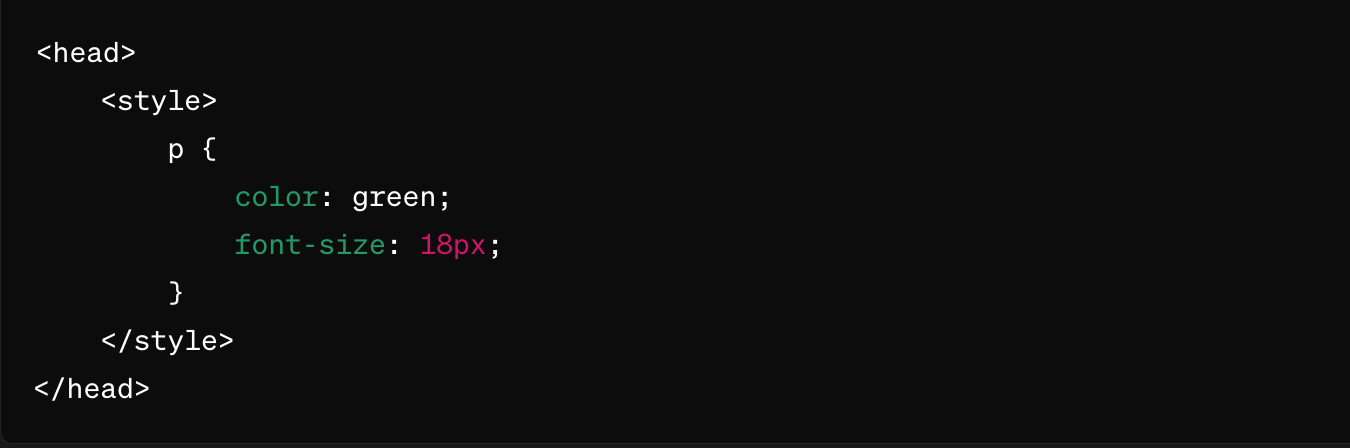 <head>
    <style>
        p {
            color: green;
            font-size: 18px;
        }
    </style>
</head>